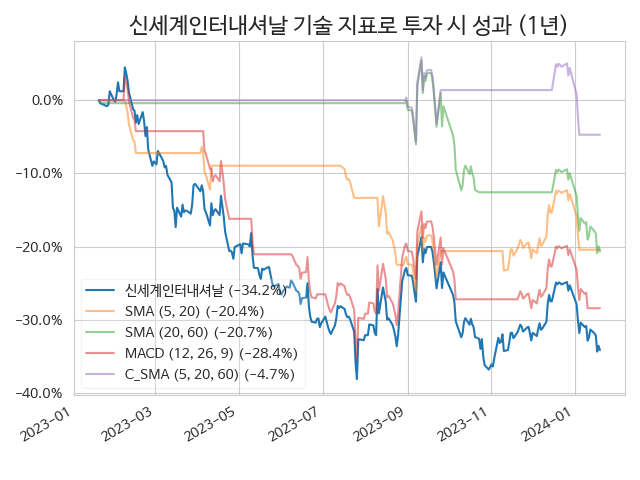 신세계인터내셔날 기술 지표로 투자 시 성과 (1년)
0.0%
−10.0%
−20.0%
−30.0%
−40.0%
신세계인터내셔날 (−34.2%)
SMA (5, 20) (−20.4%)
SMA (20, 60) (−20.7%)
MACD (12, 26, 9) (−28.4%)
C_SMA (5, 20, 60) (−4.7%)
2023−01
2023−03
2023−05
2023−07
2023−09
2023−11
2024−01